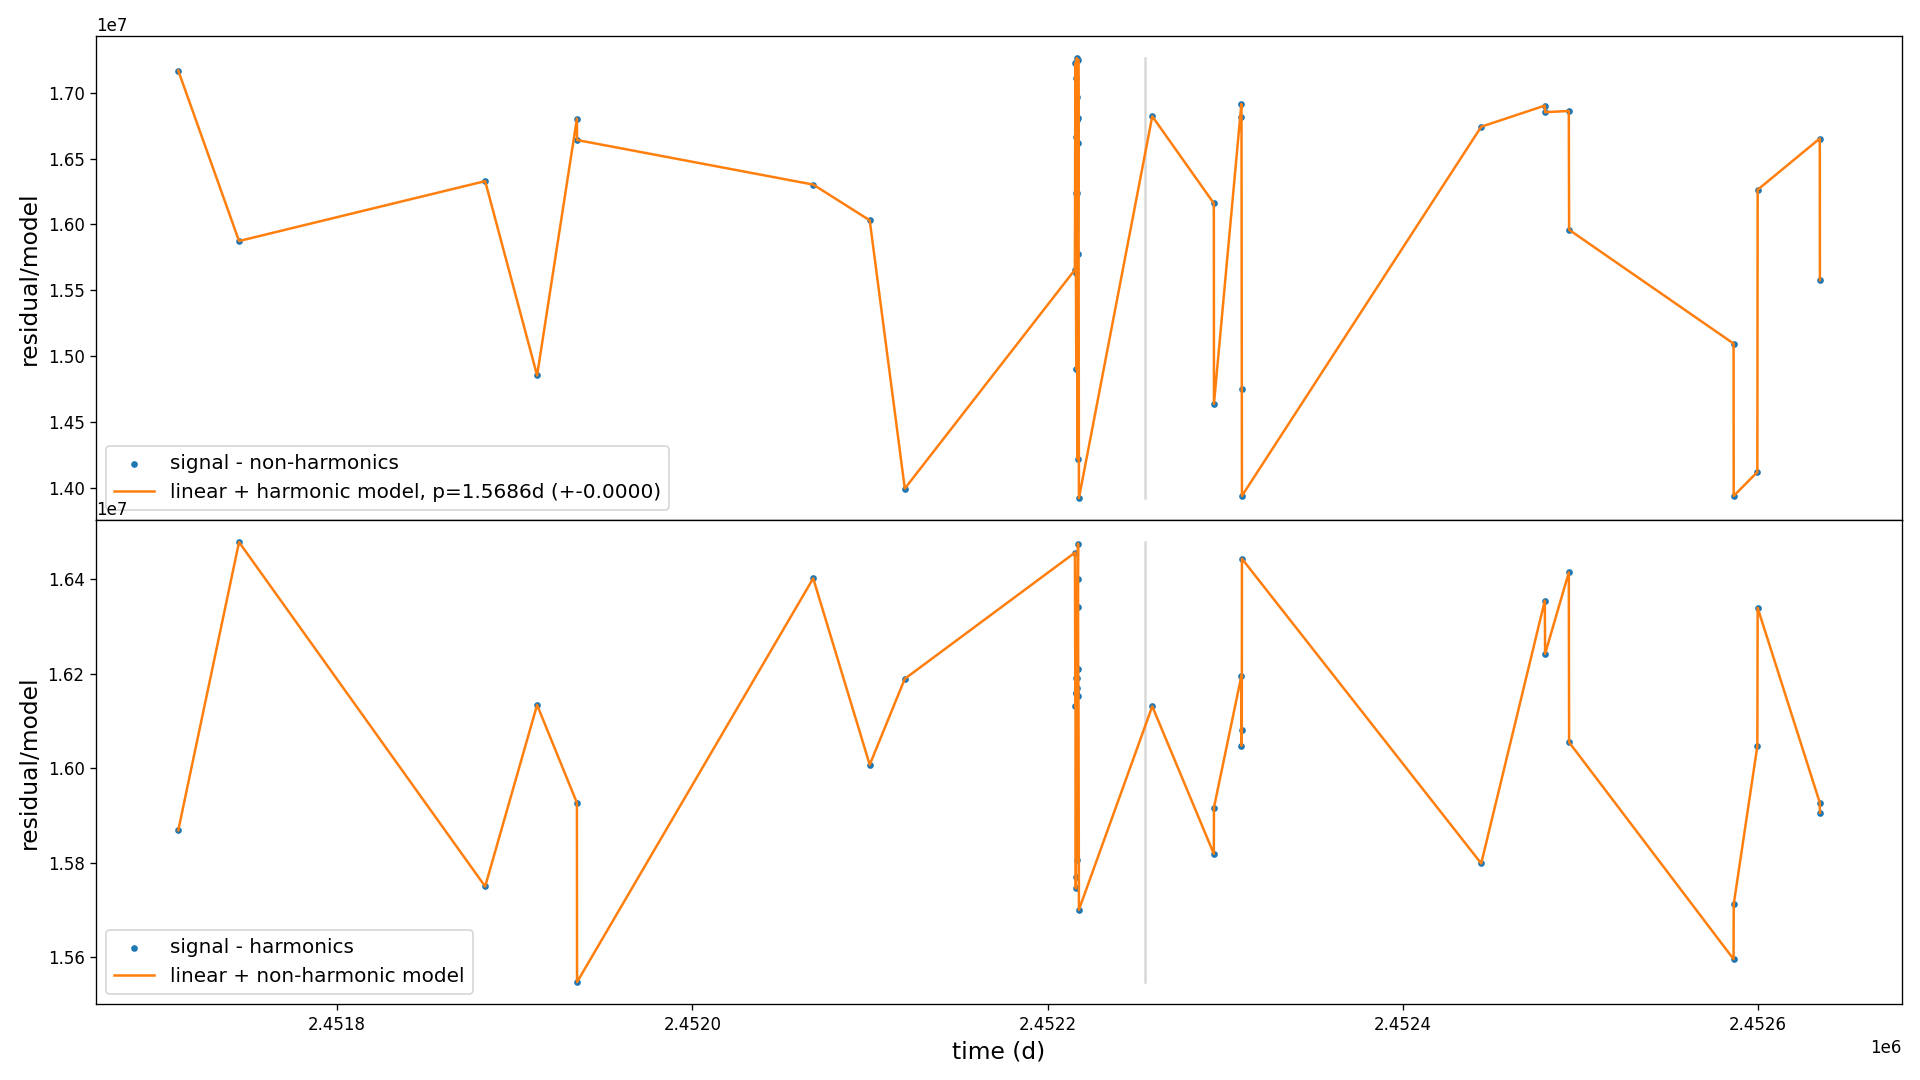 1e7
1.70
1.65
1.60
1.55
1.50
1.45
1.40
residual/model
signal - non-harmonics
linear + harmonic model, p=1.5686d (+-0.0000)
1e7
1.64
1.62
1.60
1.58
1.56
residual/model
signal - harmonics
linear + non-harmonic model
2.4518
2.4520
2.4522
2.4524
2.4526
time (d)
1e6